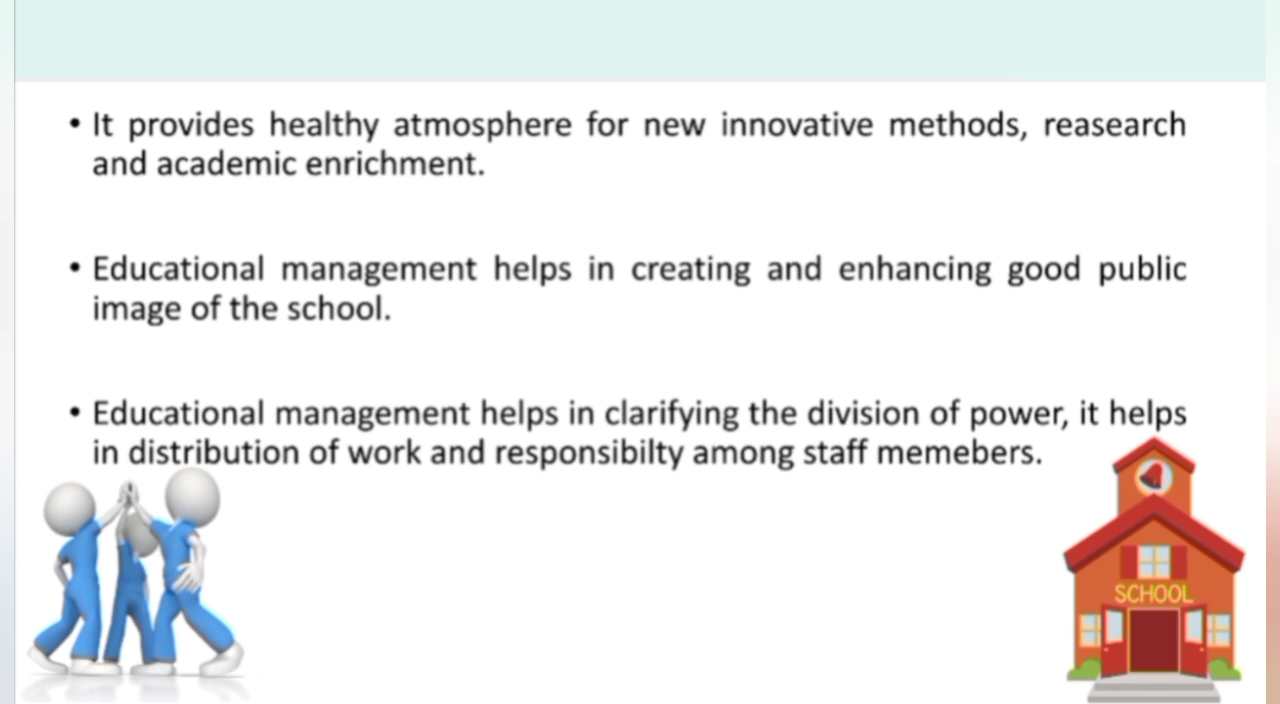 • It provides healthy atmosphere for new innovative methods, reasearch
and academic enrichment.
• Educational management helps in creating and enhancing good public
image of the school.
• Educational management helps in clarifying the division of power, it helps
in distribution of work and responsibilty among staff memebers.
SCHOOL